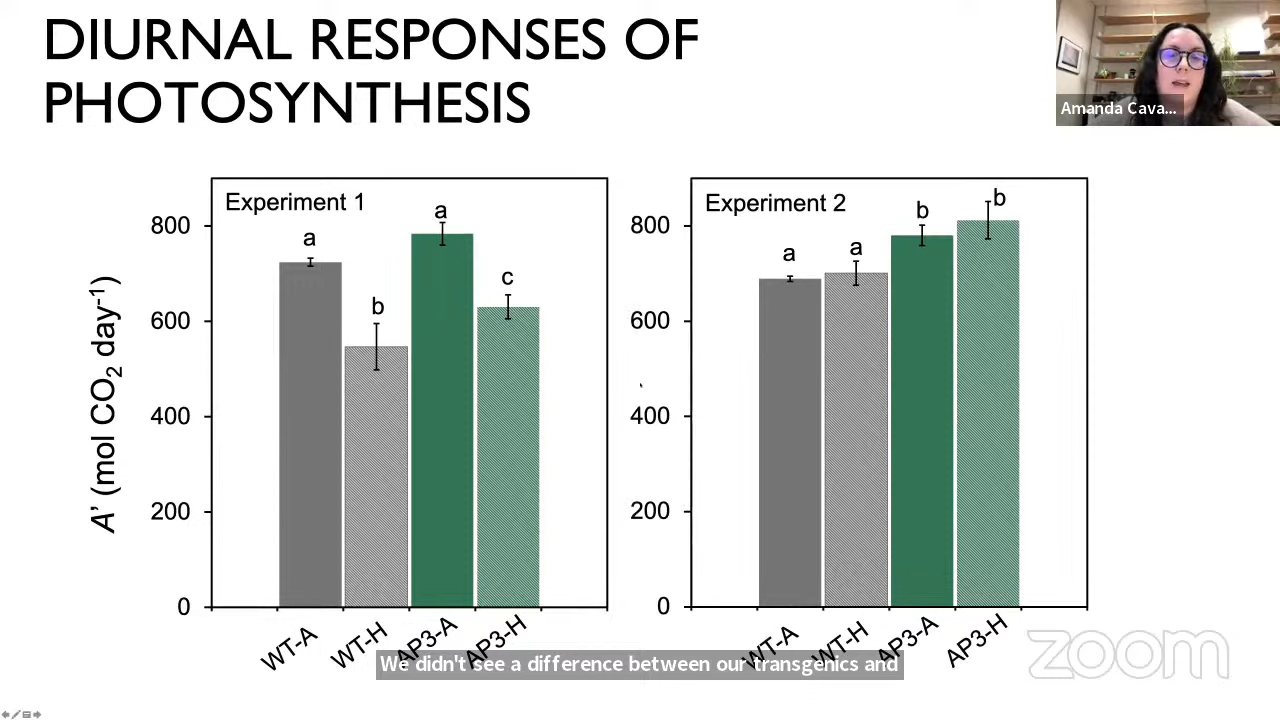 DIURNAL RESPONSES OF
PHOTOSYNTHESIS
Amanda Cava...
Experiment 1
800
600
400
200
0
A' (mol CO2 day-1)
a
b
a
c
WT-A
WT-H
AP3-A
AP3-H
Experiment 2
800
600
400
200
0
a
a
b
b
WT-A
WT-H
AP3-A
AP3-H
We didn't see a difference between our transgenics and
zoom